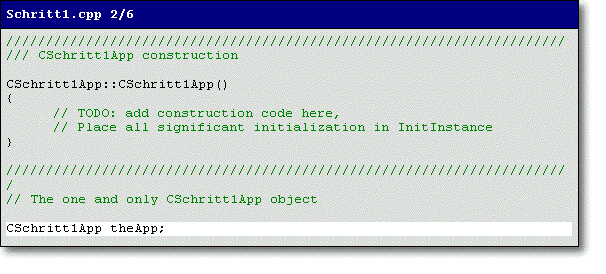 Schritt1.cpp 2/6
////////////////////////////////////////////////////////////////////////
/// CSchritt1App construction
CSchritt1App::CSchritt1App()
{
// TODO: add construction code here,
// Place all significant initialization in InitInstance
}
////////////////////////////////////////////////////////////////////////
/
// The one and only CSchritt1App object
CSchritt1App theApp;